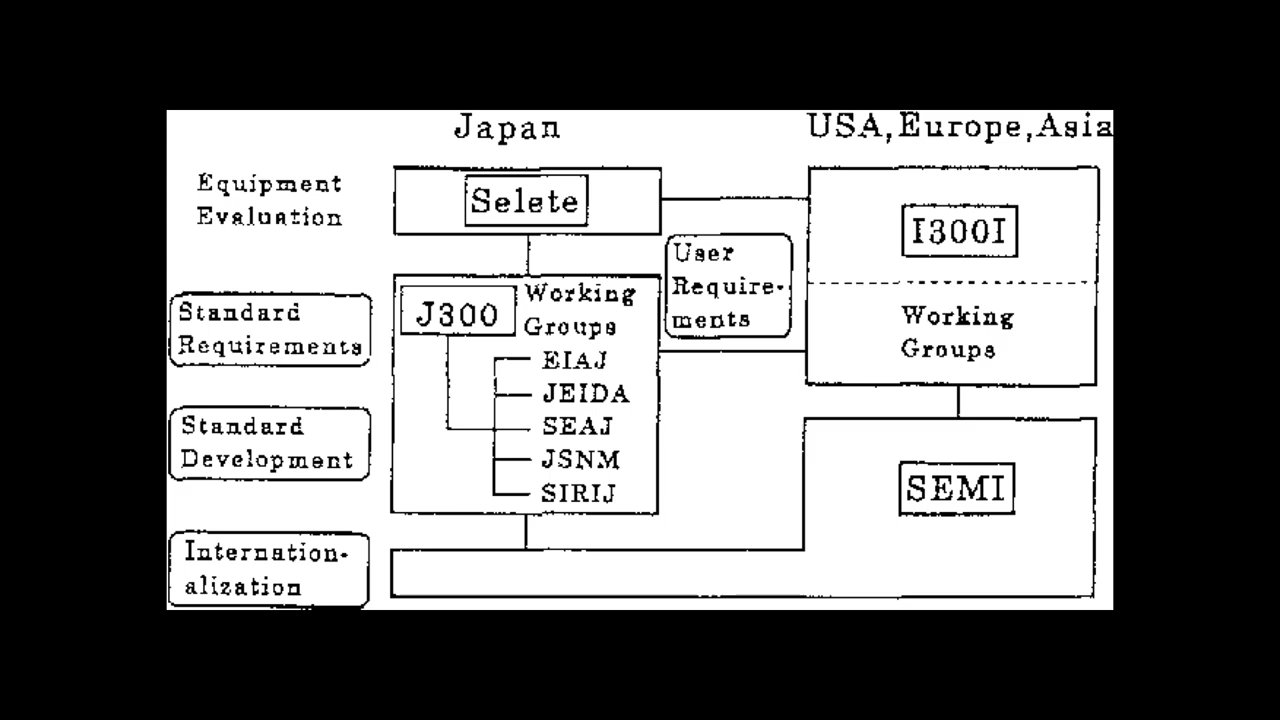 Japan
USA,Europe,Asia
Equipment
Evaluation
Selete
I300I
User
Require-
ments
Standard
Requirements
J300
Working
Groups
EIAJ
JEIDA
SEAJ
JSNM
SIRIJ
Working
Groups
Standard
Development
SEMI
Internation-
alization